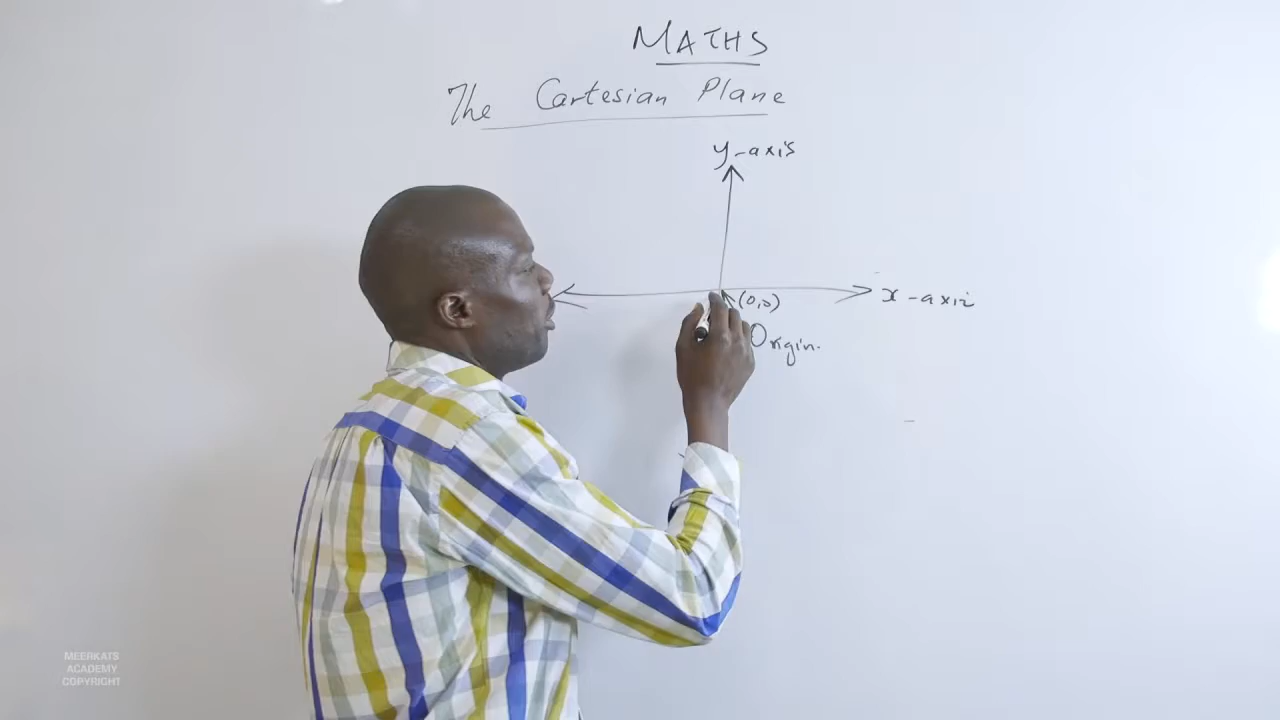 MATHS
The Cartesian Plane
y-axis
x-axis
(0,0)
Origin.
MEERKATS
ACADEMY
COPYRIGHT